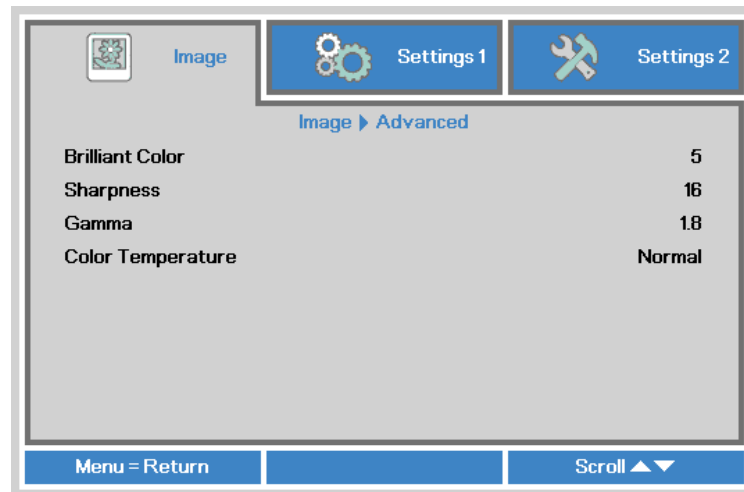 Image Settings 1 Settings 2
Image ▶ Advanced
Brilliant Color 5
Sharpness 16
Gamma 1.8
Color Temperature Normal
Menu = Return Scroll ▲▼